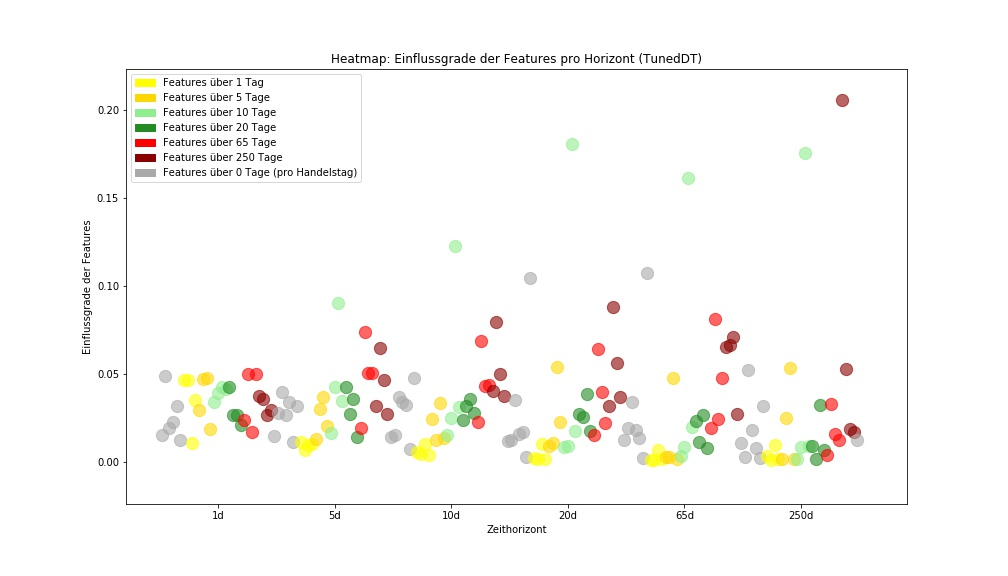 Heatmap: Einflussgrade der Features pro Horizont (TunedDT)
Features über 1 Tag
Features über 5 Tage
Features über 10 Tage
Features über 20 Tage
Features über 65 Tage
Features über 250 Tage
Features über 0 Tage (pro Handelstag)
Einflussgrade der Features
0.20
0.15
0.10
0.05
0.00
1d 5d 10d 20d 65d 250d
Zeithorizont